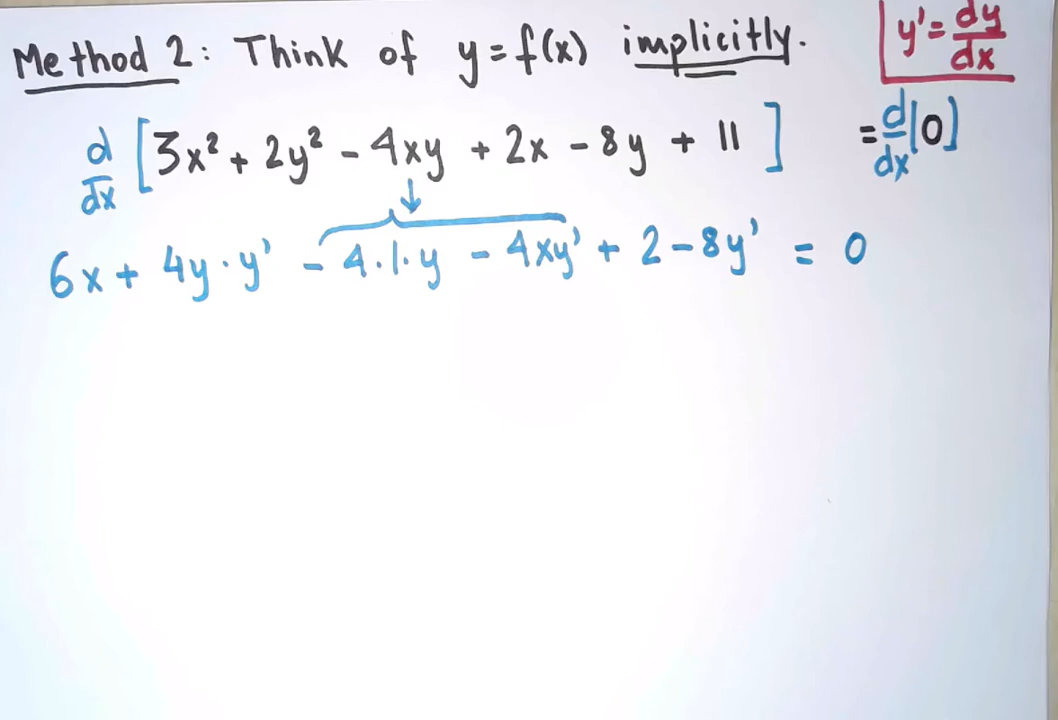 Method 2: Think of y=f(x) implicitly.
y'=dy/dx
d/dx [3x² + 2y² - 4xy + 2x - 8y + 11] = d/dx [0]
6x + 4y·y' - 4·1·y - 4xy' + 2 - 8y' = 0